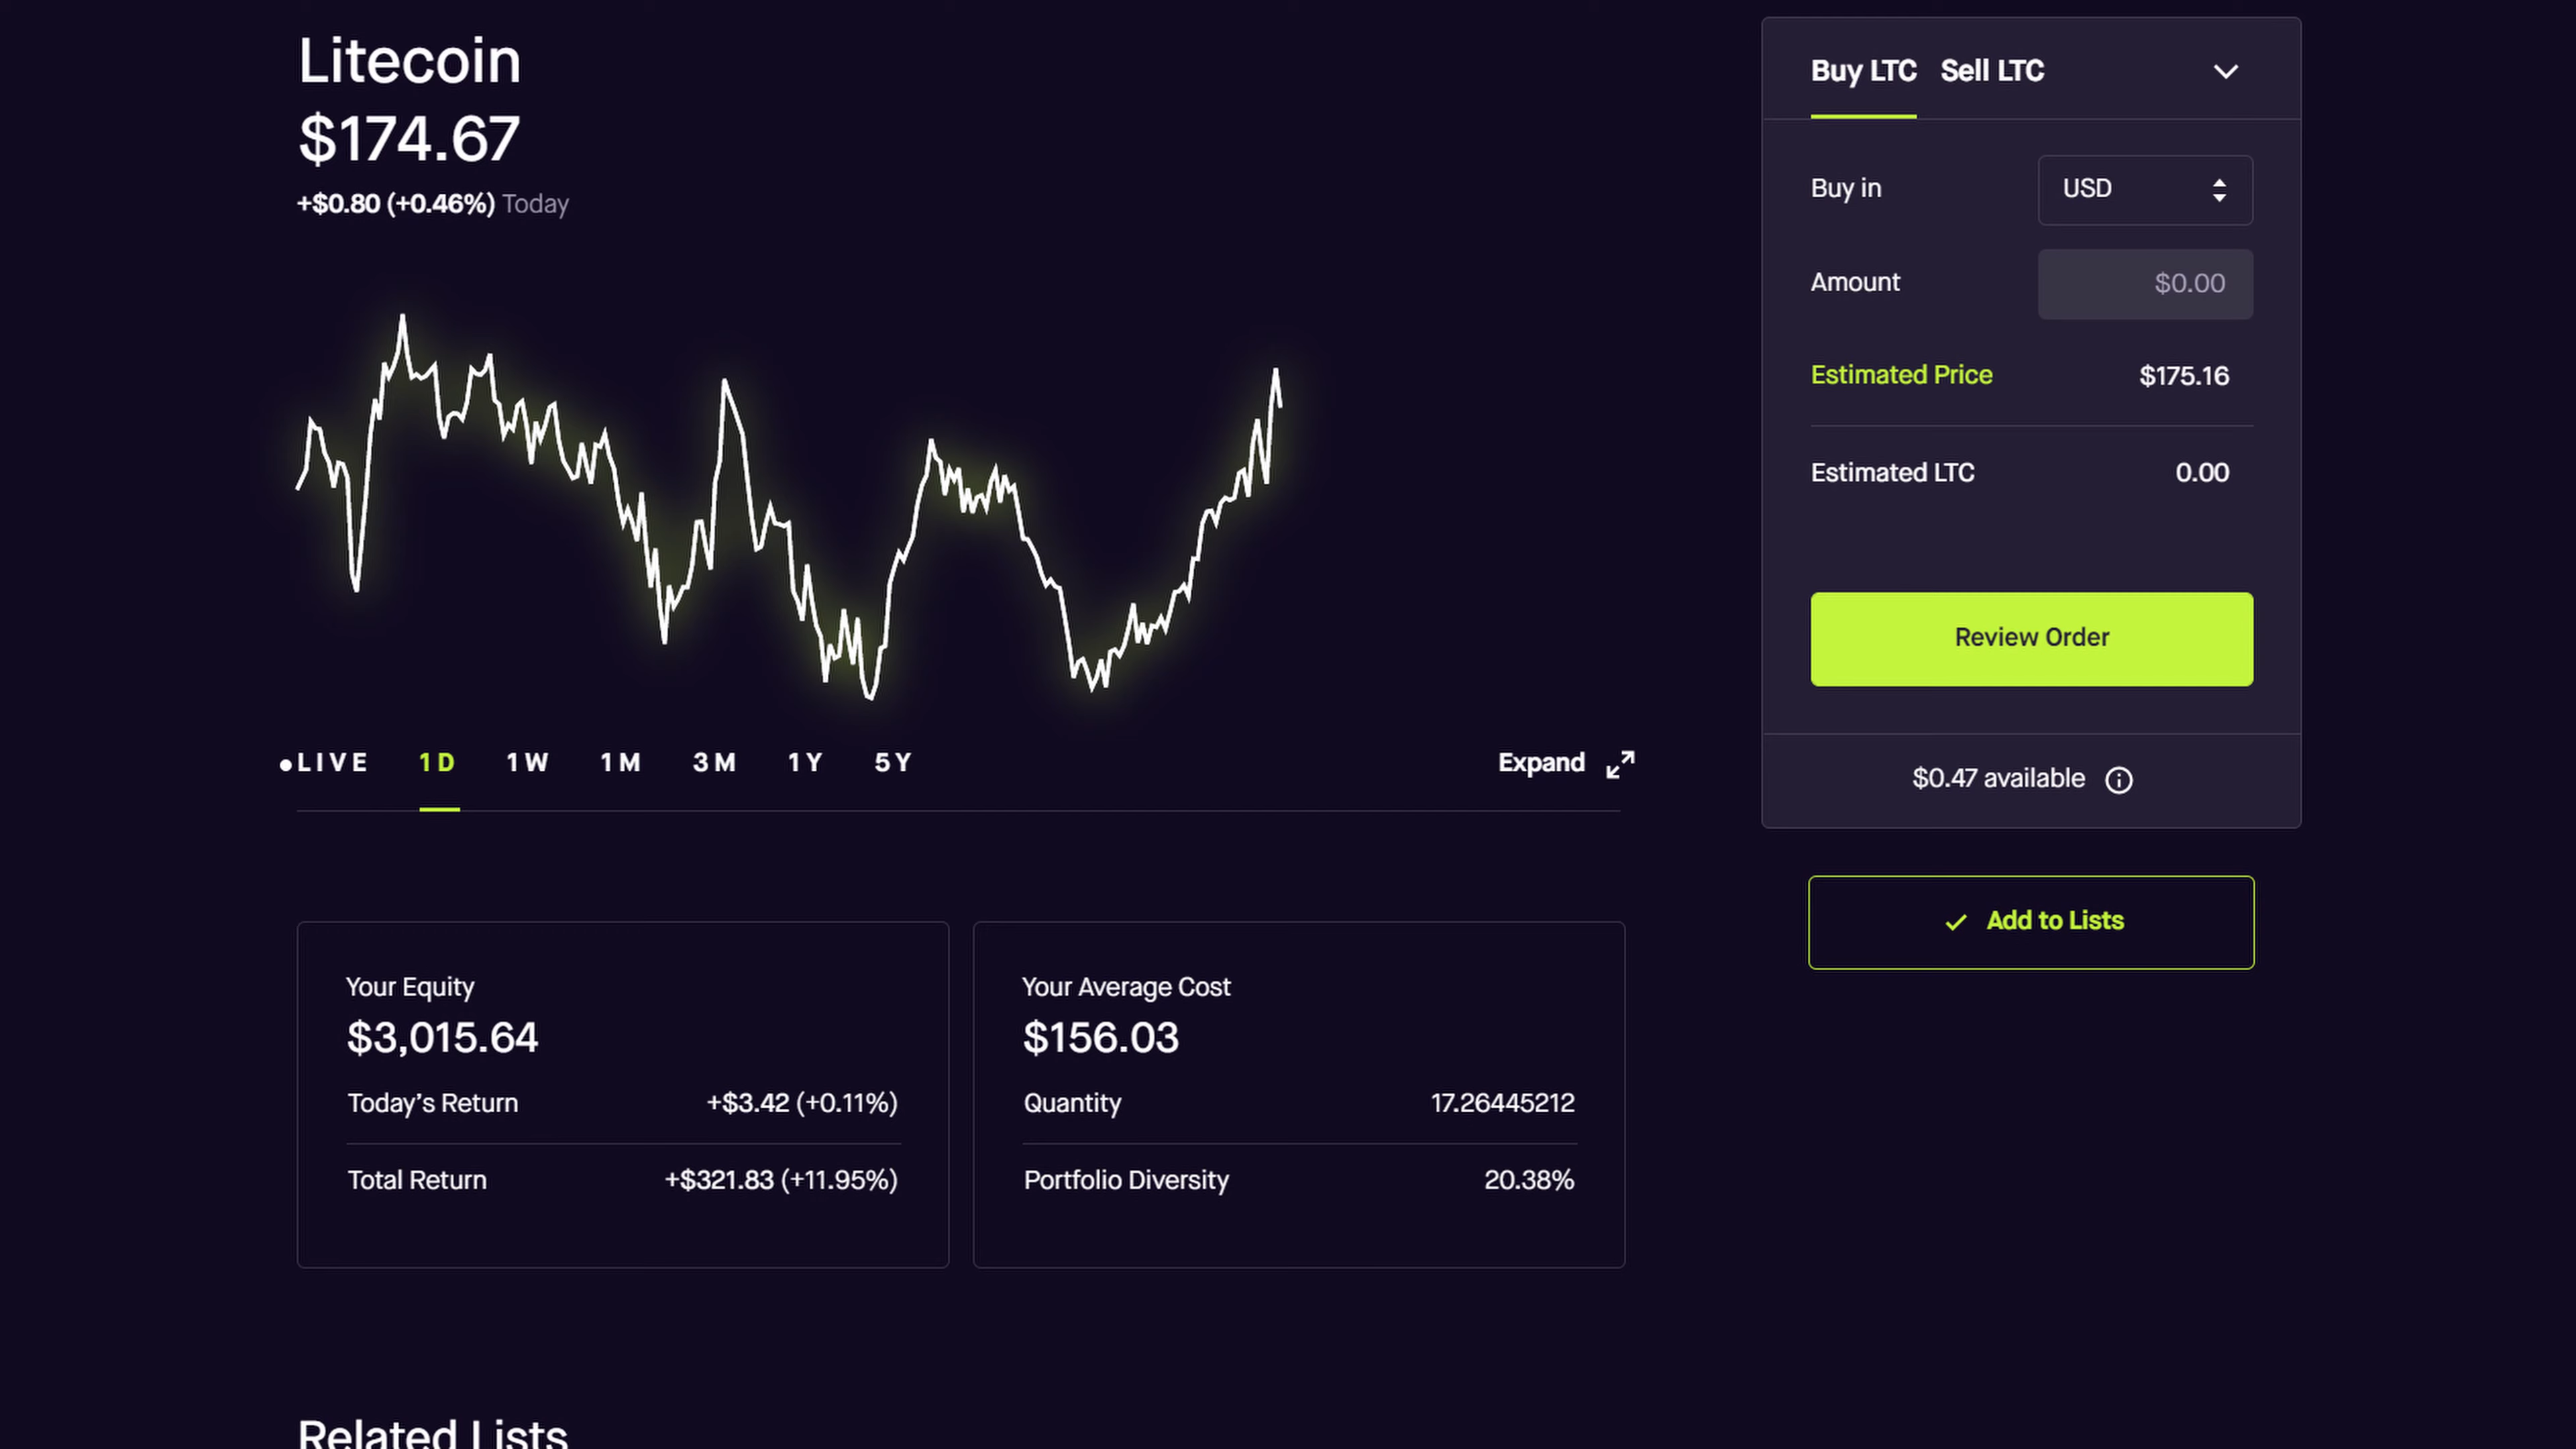 Litecoin
$174.67
+$0.80 (+0.46%) Today
LIVE 1D 1W 1M 3M 1Y 5Y
Expand
Your Equity
$3,015.64
Today’s Return +$3.42 (+0.11%)
Total Return +$321.83 (+11.95%)
Your Average Cost
$156.03
Quantity 17.26445212
Portfolio Diversity 20.38%
Related Lists
Buy LTC Sell LTC
Buy in USD
Amount $0.00
Estimated Price $175.16
Estimated LTC 0.00
Review Order
$0.47 available
Add to Lists